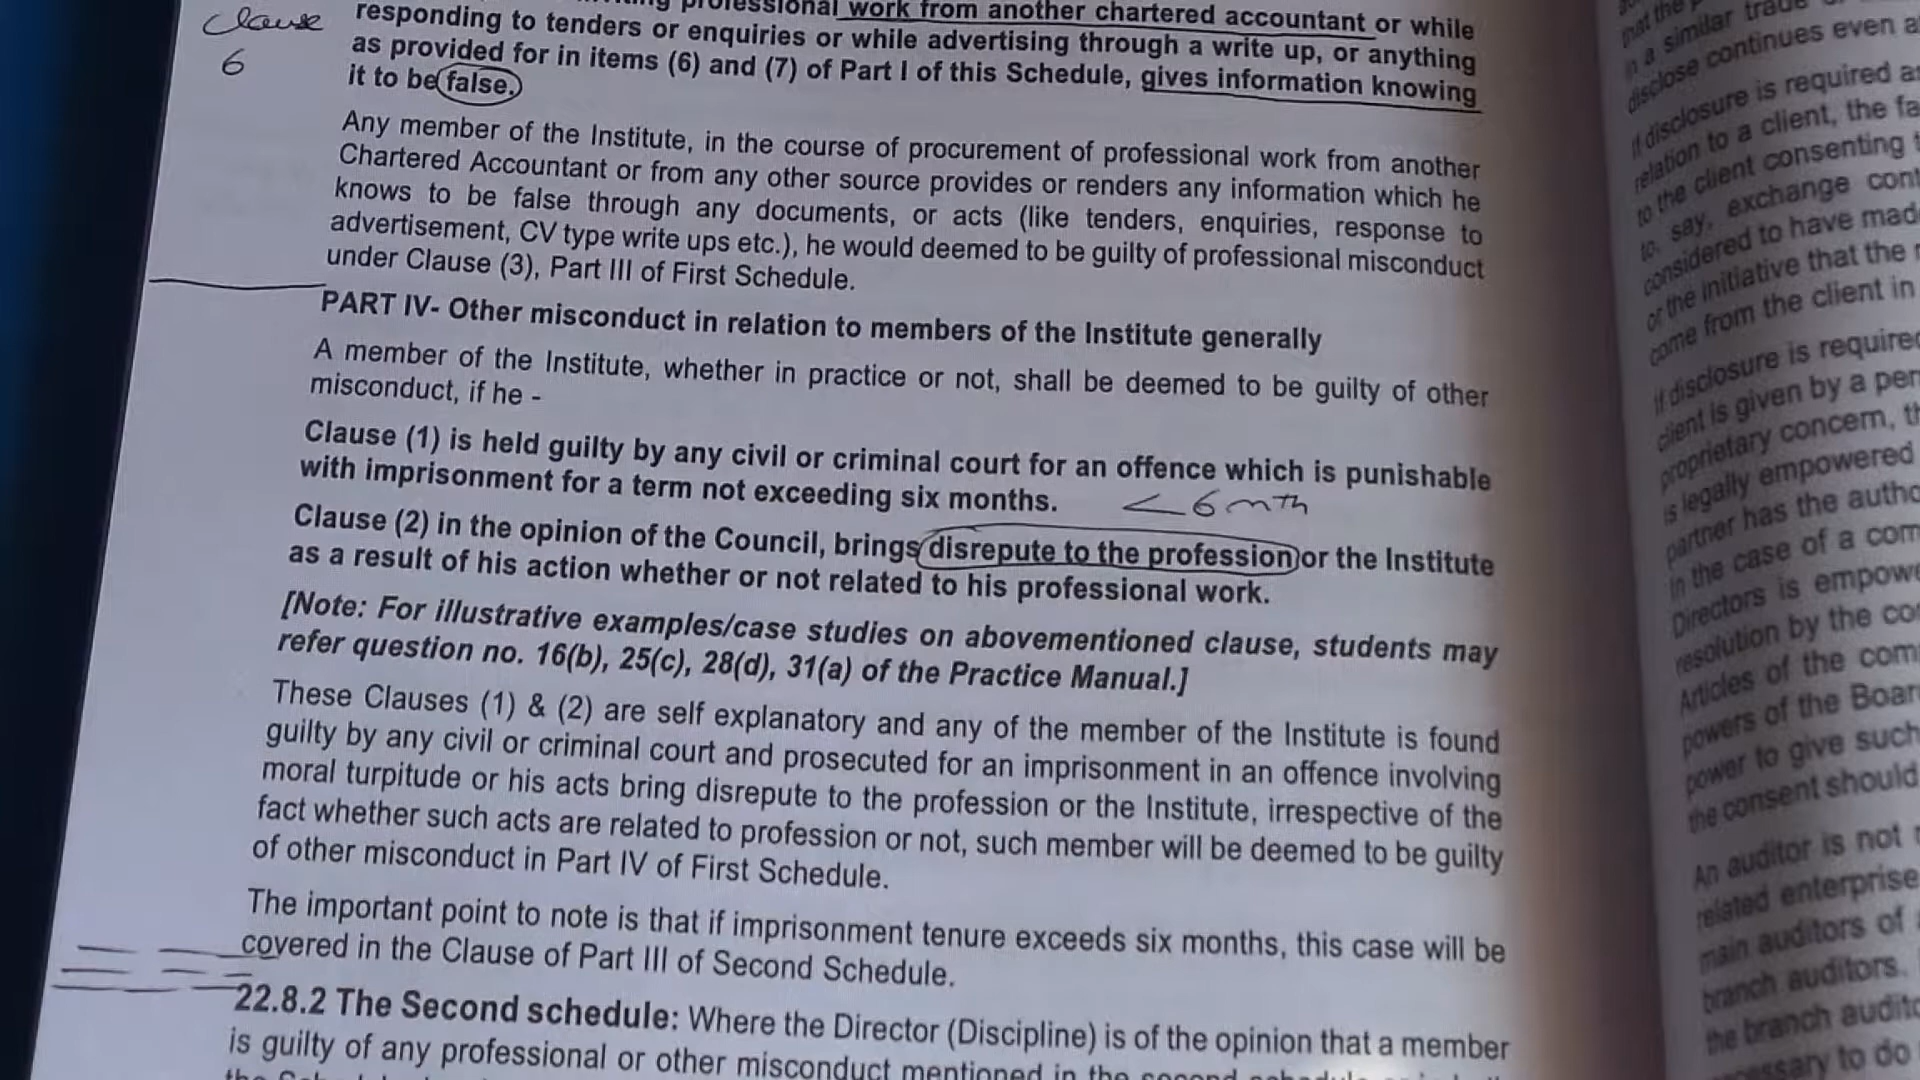 Clause
6
professional work from another chartered accountant or while
responding to tenders or enquiries or while advertising through a write up, or anything
as provided for in items (6) and (7) of Part I of this Schedule, gives information knowing
it to be false.
Any member of the Institute, in the course of procurement of professional work from another
Chartered Accountant or from any other source provides or renders any information which he
knows to be false through any documents, or acts (like tenders, enquiries, response to
advertisement, CV type write ups etc.), he would deemed to be guilty of professional misconduct
under Clause (3), Part III of First Schedule.
PART IV- Other misconduct in relation to members of the Institute generally
A member of the Institute, whether in practice or not, shall be deemed to be guilty of other
misconduct, if he -
Clause (1) is held guilty by any civil or criminal court for an offence which is punishable
with imprisonment for a term not exceeding six months. < 6 mth
Clause (2) in the opinion of the Council, brings disrepute to the profession or the Institute
as a result of his action whether or not related to his professional work.
[Note: For illustrative examples/case studies on abovementioned clause, students may
refer question no. 16(b), 25(c), 28(d), 31(a) of the Practice Manual.]
These Clauses (1) & (2) are self explanatory and any of the member of the Institute is found
guilty by any civil or criminal court and prosecuted for an imprisonment in an offence involving
moral turpitude or his acts bring disrepute to the profession or the Institute, irrespective of the
fact whether such acts are related to profession or not, such member will be deemed to be guilty
of other misconduct in Part IV of First Schedule.
The important point to note is that if imprisonment tenure exceeds six months, this case will be
covered in the Clause of Part III of Second Schedule.
22.8.2 The Second schedule: Where the Director (Discipline) is of the opinion that a member
is guilty of any professional or other misconduct mentioned in the second schedule
in a similar trade
disclose continues even
If disclosure is required
relation to a client, the
to the client consenting
to, say, exchange
considered to have
or the initiative that the
come from the client in
If disclosure is
client is given by a
proprietary concern,
is legally empowered
partner has the
in the case of a
Directors is
resolution by the
Articles of the
powers of the
power to give such
the consent should
An auditor is not
related
main auditors of
branch auditors.
the branch
to do